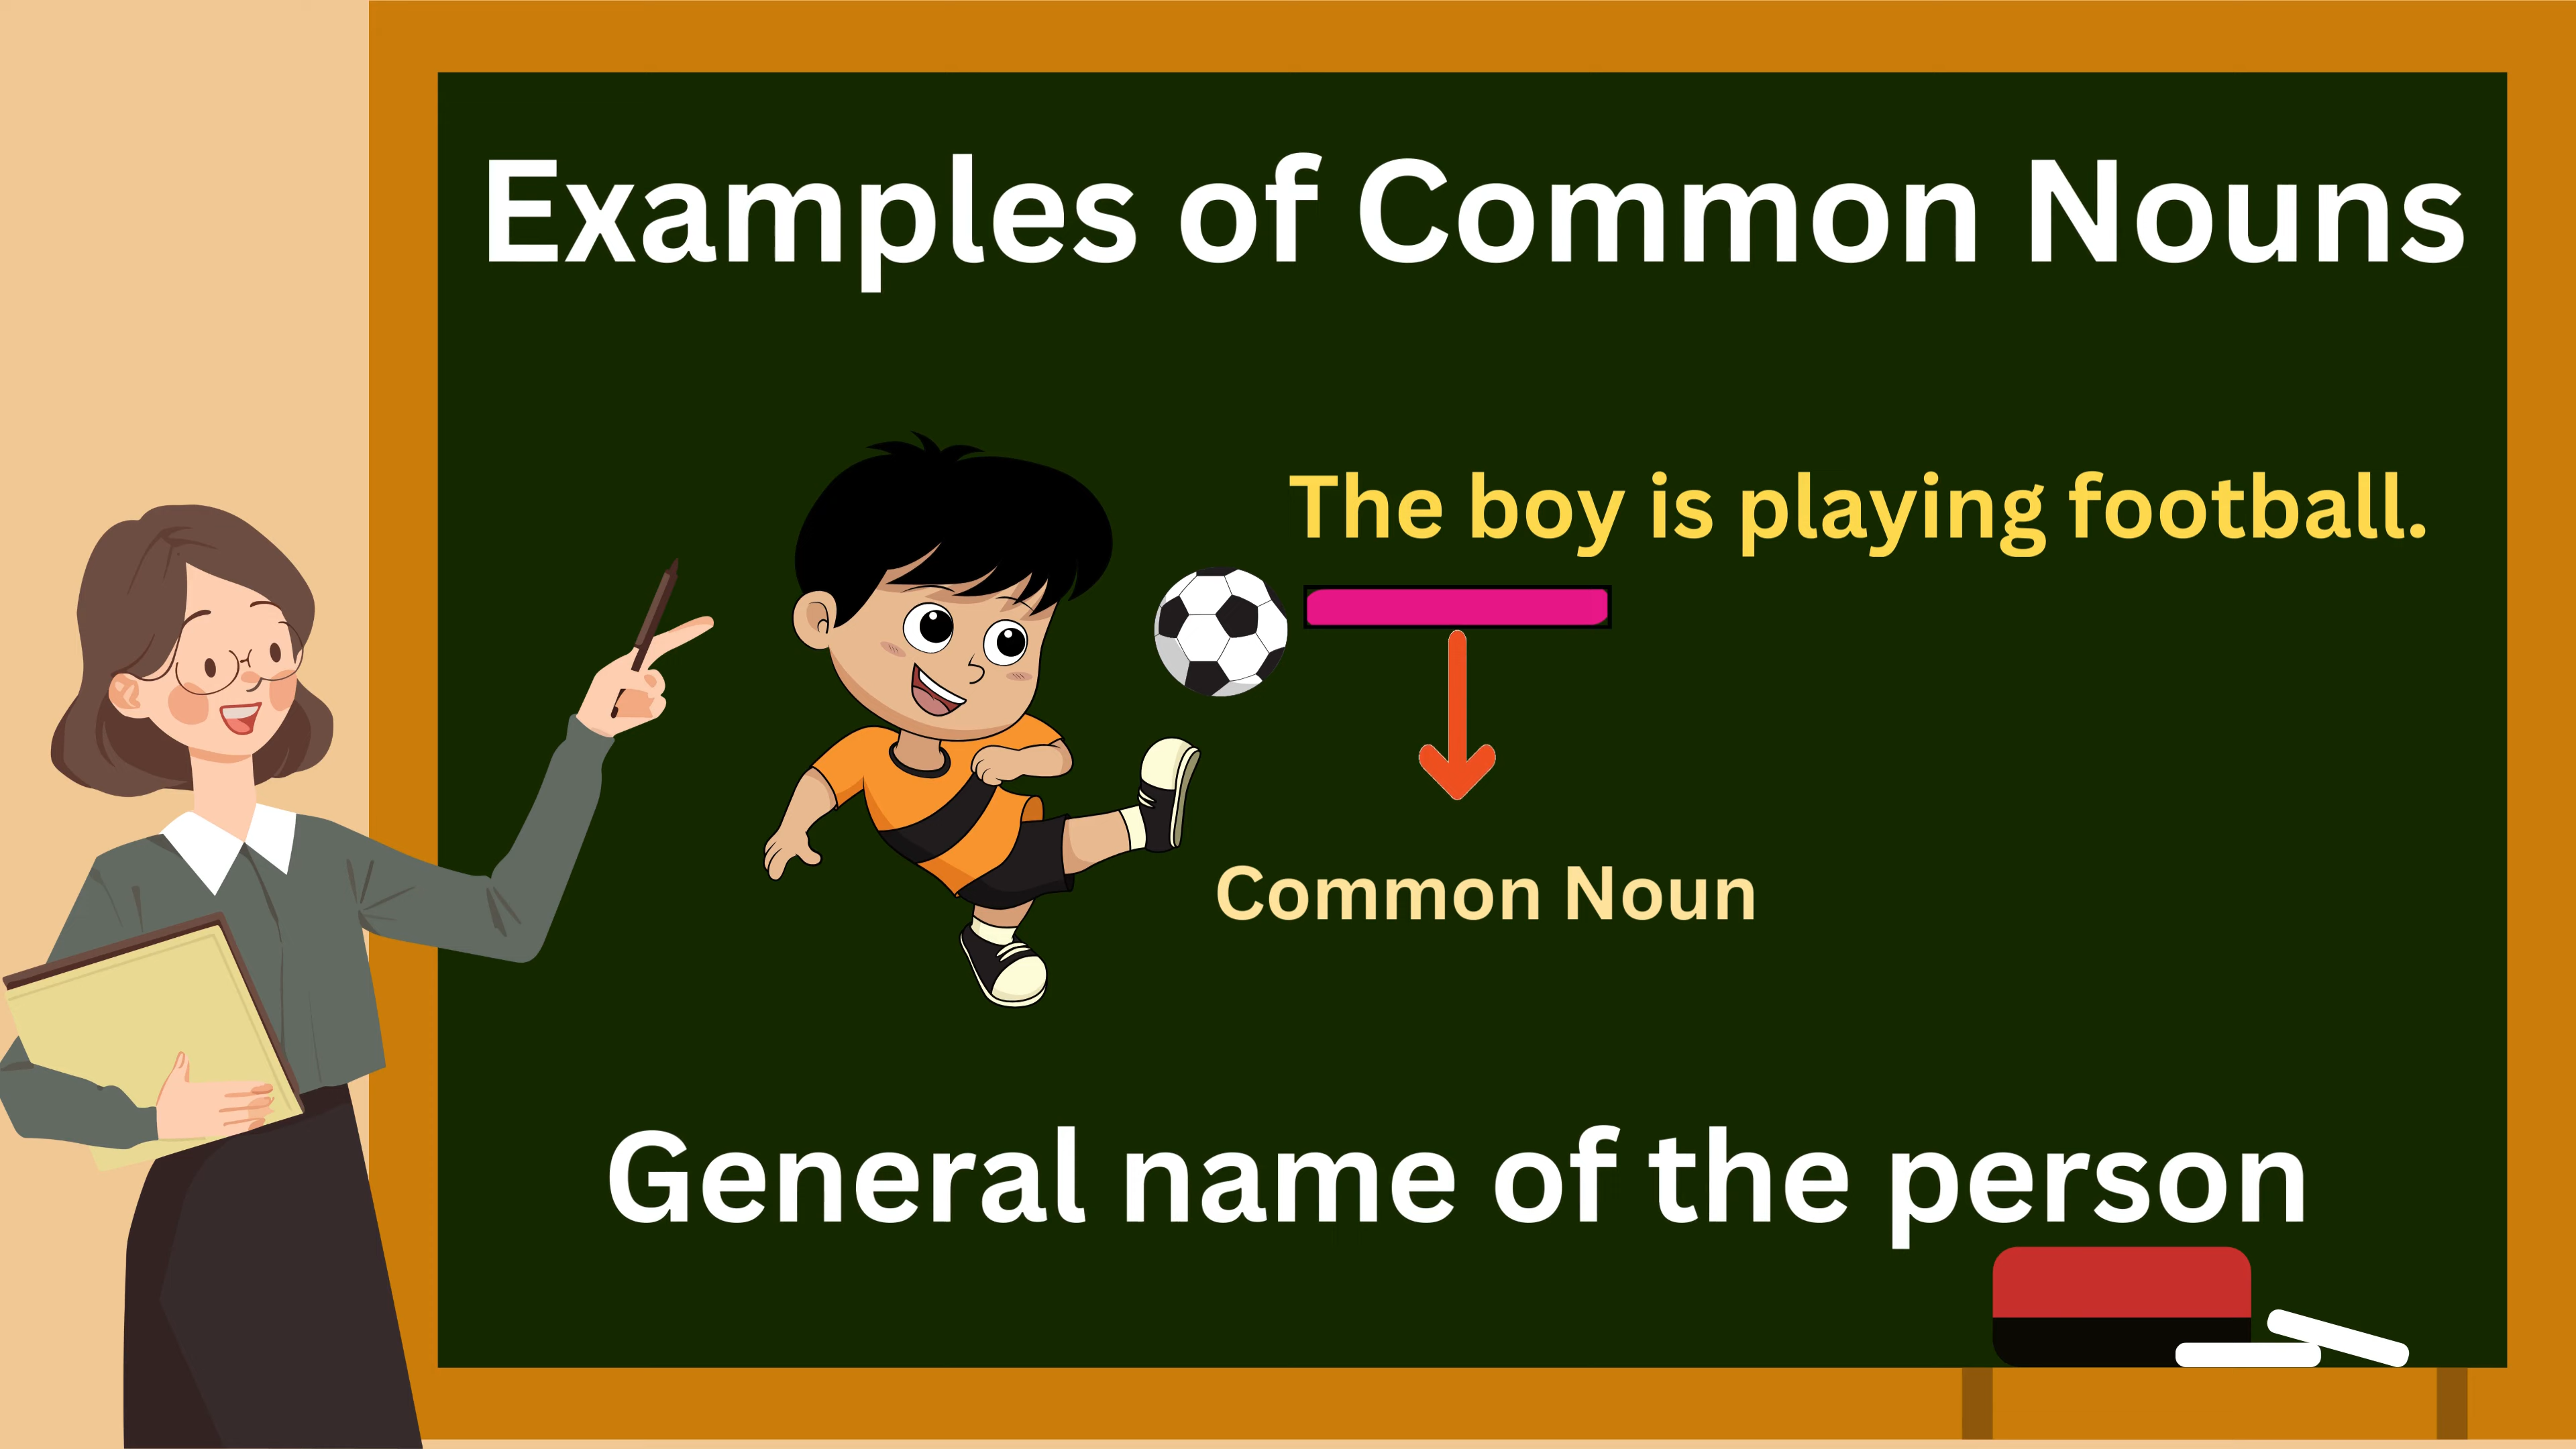 Examples of Common Nouns
The boy is playing football.
Common Noun
General name of the person